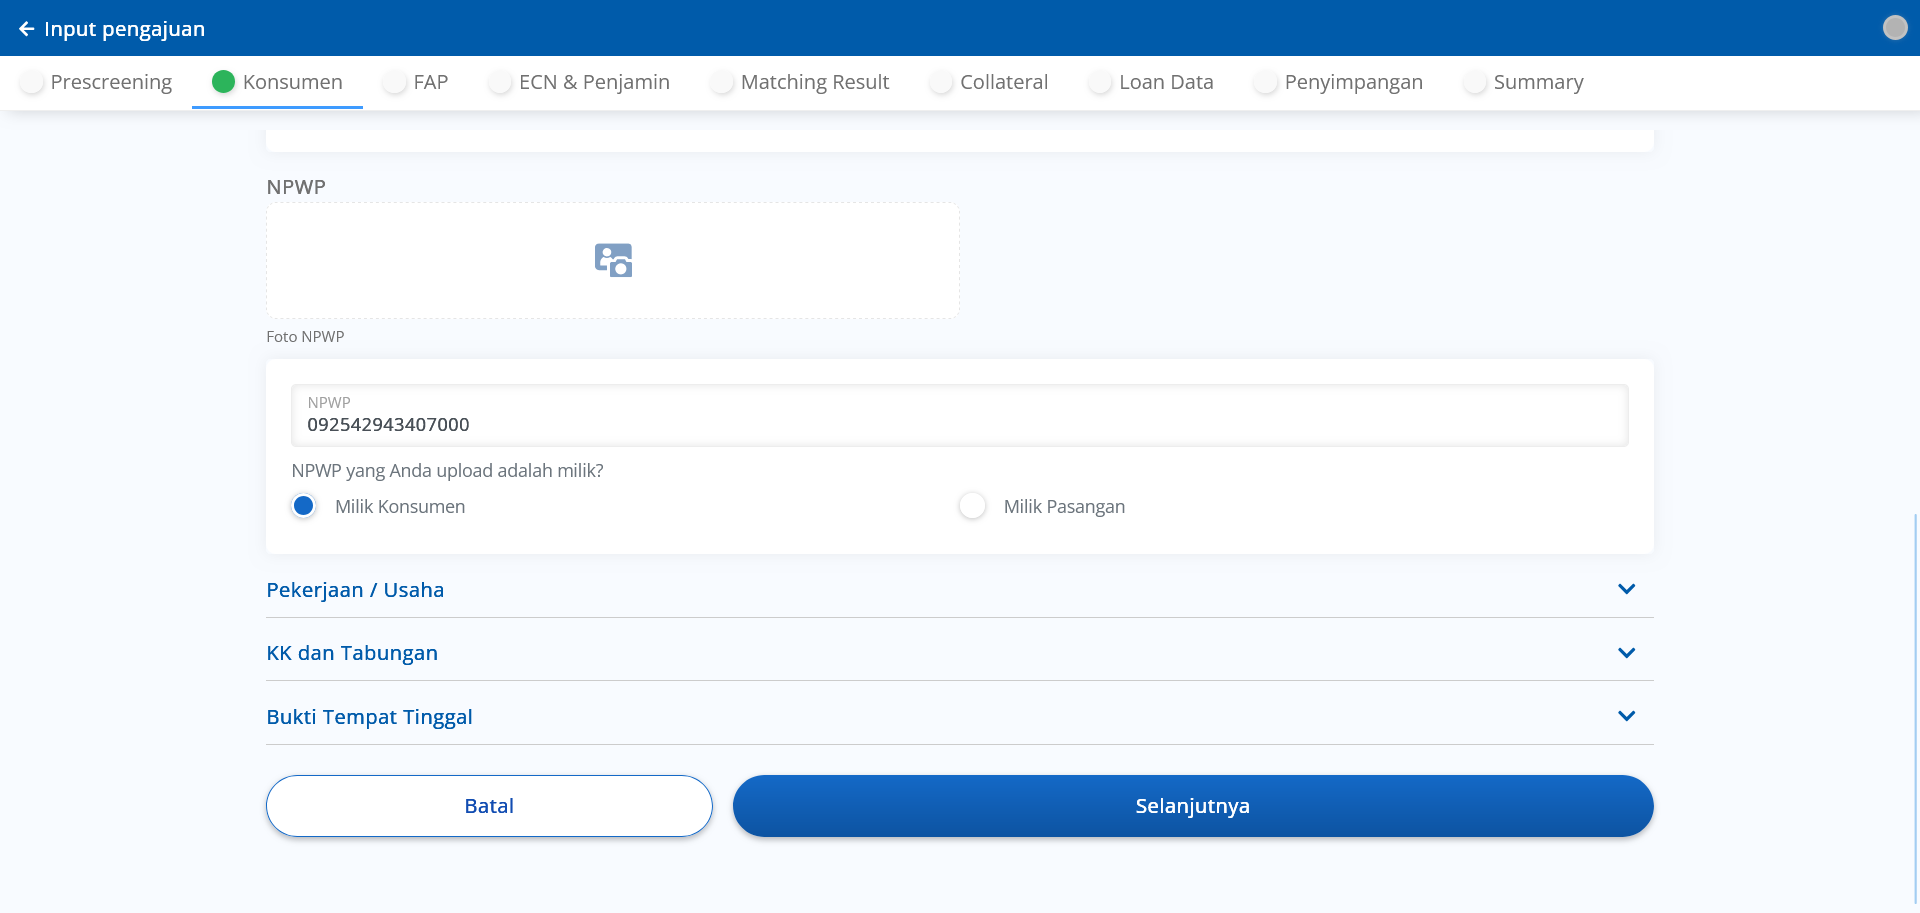 Input pengajuan
Prescreening Konsumen FAP ECN & Penjamin Matching Result Collateral Loan Data Penyimpangan Summary
NPWP
Foto NPWP
NPWP
092542943407000
NPWP yang Anda upload adalah milik?
Milik Konsumen Milik Pasangan
Pekerjaan / Usaha
KK dan Tabungan
Bukti Tempat Tinggal
Batal Selanjutnya